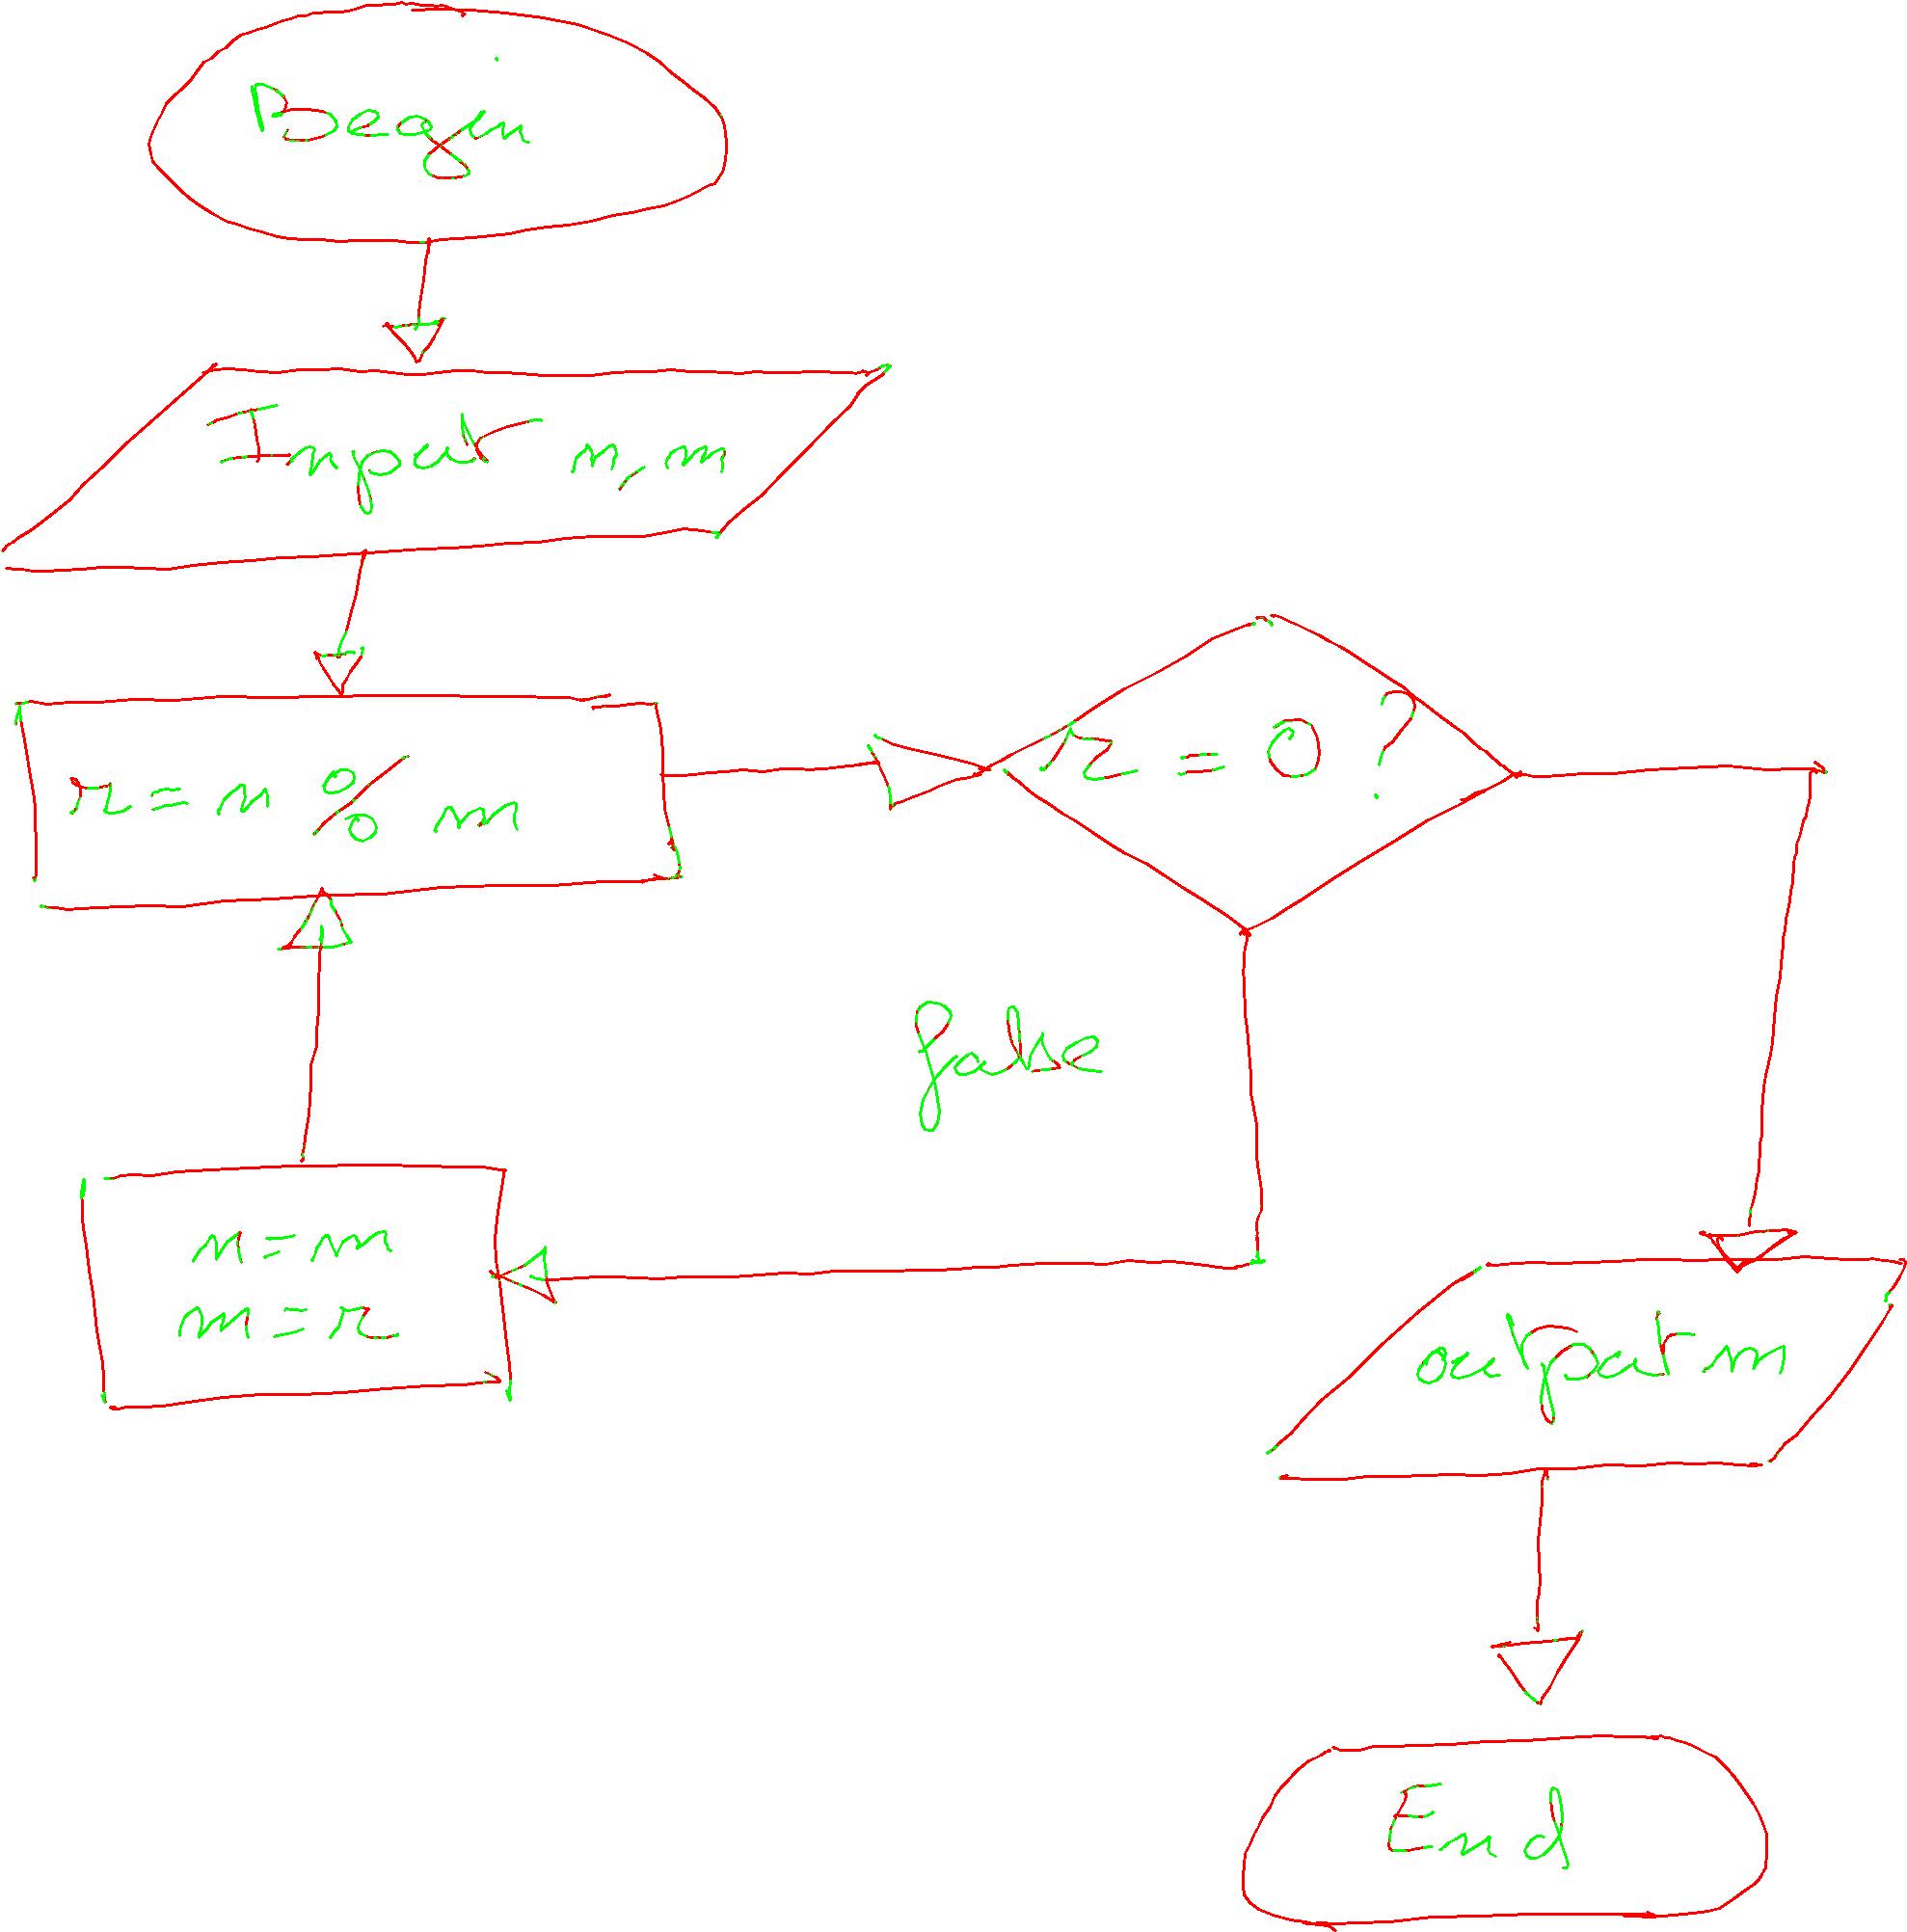 Begin
Input n, m
r = n % m
r = 0 ?
false
n = m
m = r
output m
End